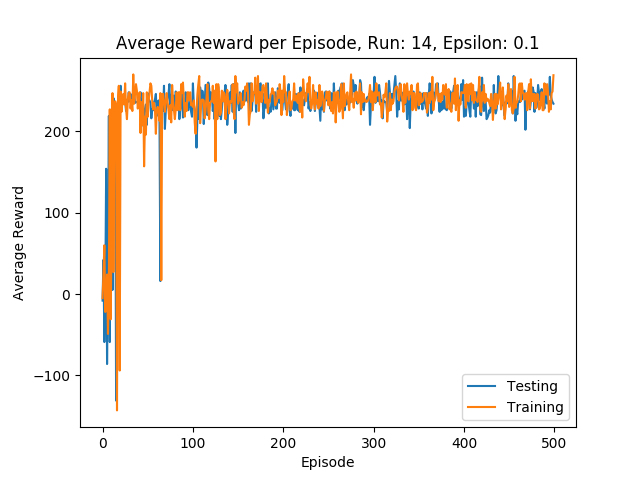 Average Reward per Episode, Run: 14, Epsilon: 0.1
Average Reward
200
100
0
−100
0
100
200
300
400
500
Episode
Testing
Training